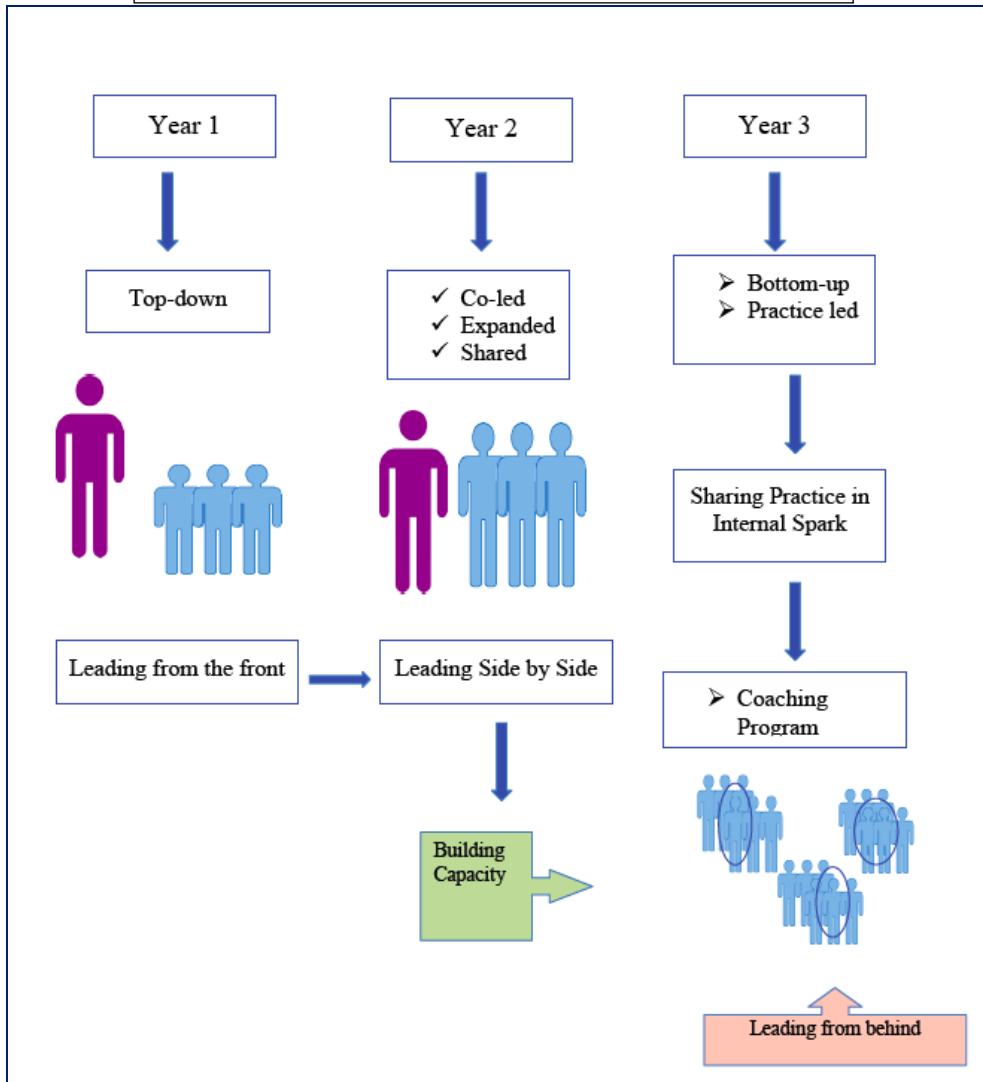 Year 1
Year 2
Year 3
Top-down
✓ Co-led
✓ Expanded
✓ Shared
➢ Bottom-up
➢ Practice led
Sharing Practice in
Internal Spark
Leading from the front
Leading Side by Side
➢ Coaching
Program
Building
Capacity
Leading from behind